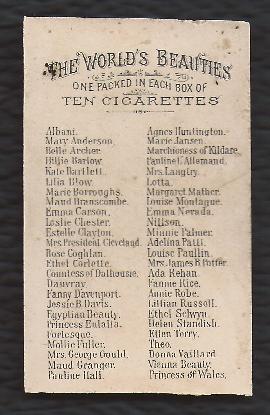 THE WORLD'S BEAUTIES
ONE PACKED IN EACH BOX OF
TEN CIGARETTES
Albani.
Mary Anderson.
Belle Archer.
Billie Barlow
Kate Bartlett.
Lilia Blow
Marie Burroughs.
Maud Branscombe.
Emma Carson.
Leslie Chester.
Estelle Clayton.
Mrs. President Cleveland.
Rose Coghlan.
Ethel Corlette.
Countess of Dalhousie.
Dauvray.
Fanny Davenport.
Jessie B. Davis.
Egyptian Beauty.
Princess Eulalia.
Fortesque.
Mollie Fuller.
Mrs. George Gould.
Maud Granger.
Pauline Hall.
Agnes Huntington.
Marie Jansen.
Marchioness of Kildare.
Pauline L'Allemand.
Mrs. Langtry.
Lotta.
Margaret Mather.
Louise Montague.
Emma Nevada.
Nillson.
Minnie Palmer.
Adelina Patti.
Louise Paullin.
Mrs. James B. Potter.
Ada Rehan.
Fannie Rice.
Annie Robe.
Lillian Russell.
Ethel Selwyn.
Helen Standish.
Ellen Terry.
Theo.
Donna Vaillard
Vienna Beauty.
Princess of Wales.